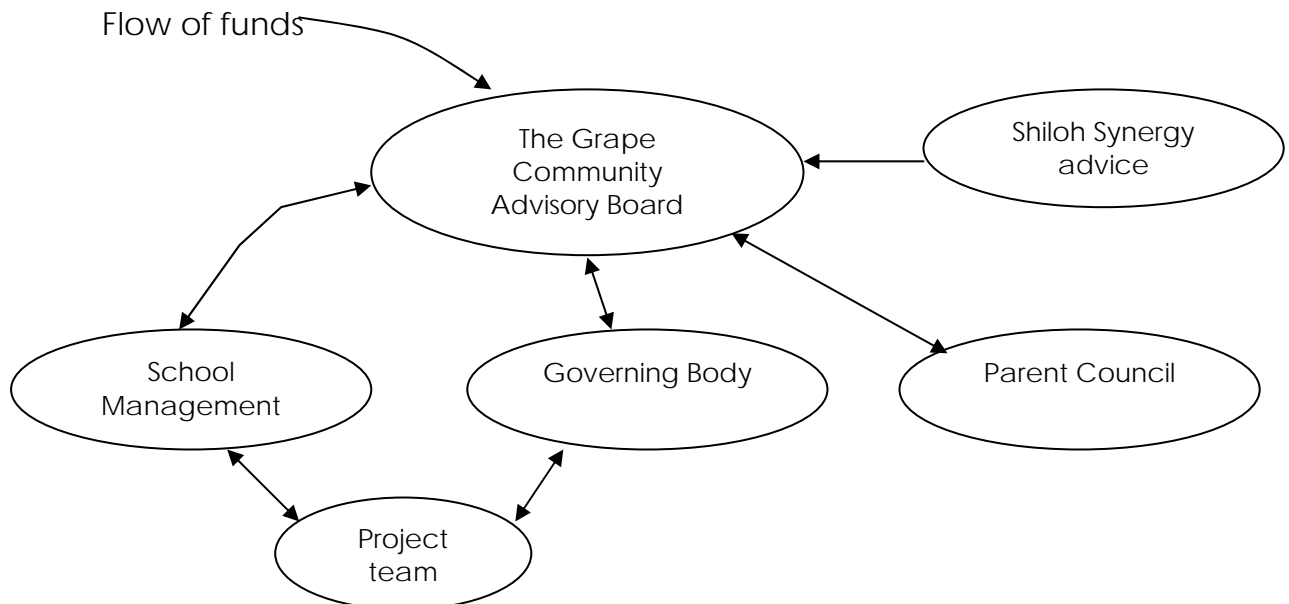 Flow of funds
The Grape
Community
Advisory Board
Shiloh Synergy
advice
School
Management
Governing Body
Parent Council
Project
team